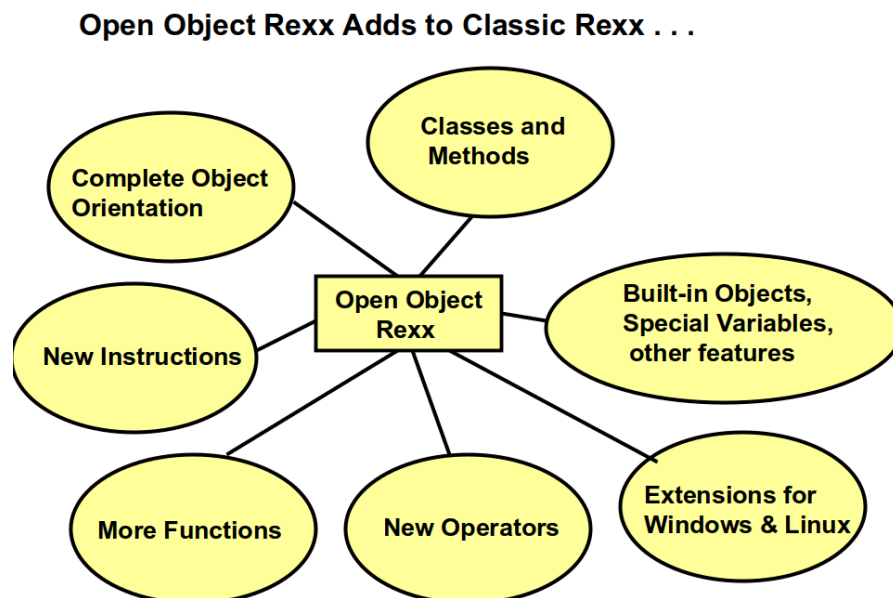 Open Object Rexx Adds to Classic Rexx . . .
Classes and
Methods
Complete Object
Orientation
Open Object
Rexx
Built-in Objects,
Special Variables,
other features
New Instructions
More Functions
New Operators
Extensions for
Windows & Linux